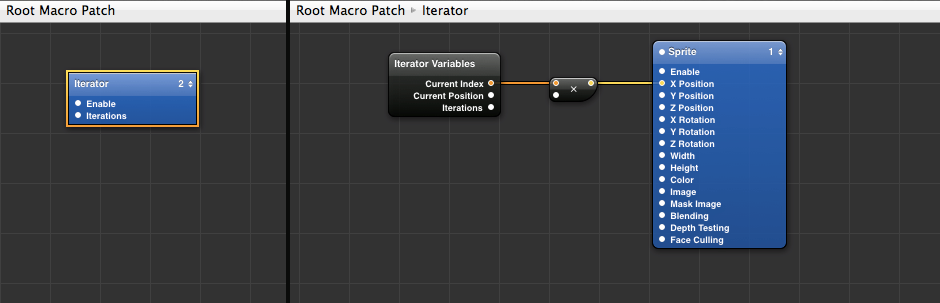 Root Macro Patch
Iterator 2
Enable
Iterations
Root Macro Patch ▸ Iterator
Iterator Variables
Current Index
Current Position
Iterations
×
Sprite 1
Enable
X Position
Y Position
Z Position
X Rotation
Y Rotation
Z Rotation
Width
Height
Color
Image
Mask Image
Blending
Depth Testing
Face Culling